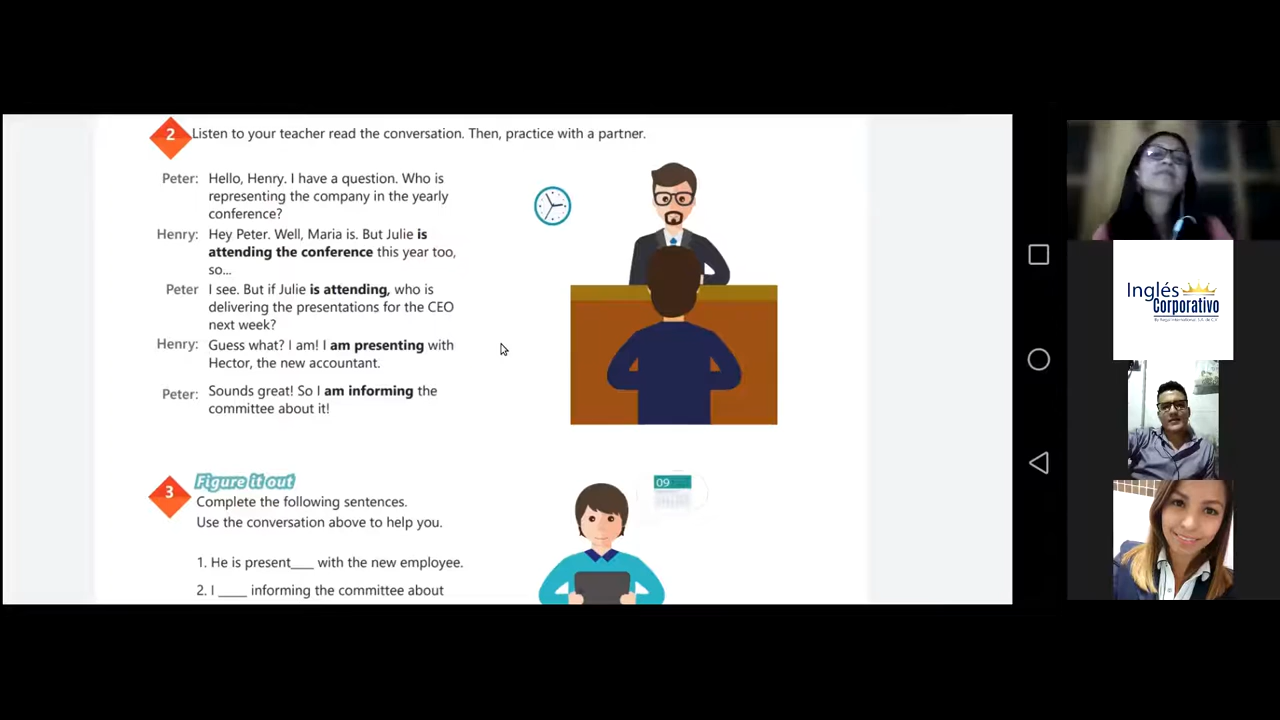 2 Listen to your teacher read the conversation. Then, practice with a partner.
Peter: Hello, Henry. I have a question. Who is
representing the company in the yearly
conference?
Henry: Hey Peter. Well, Maria is. But Julie is
attending the conference this year too,
so...
Peter I see. But if Julie is attending, who is
delivering the presentations for the CEO
next week?
Henry: Guess what? I am! I am presenting with
Hector, the new accountant.
Peter: Sounds great! So I am informing the
committee about it!
3 Figure it out
Complete the following sentences.
Use the conversation above to help you.
09
1. He is present___ with the new employee.
2. I ____ informing the committee about
Inglés
Corporativo